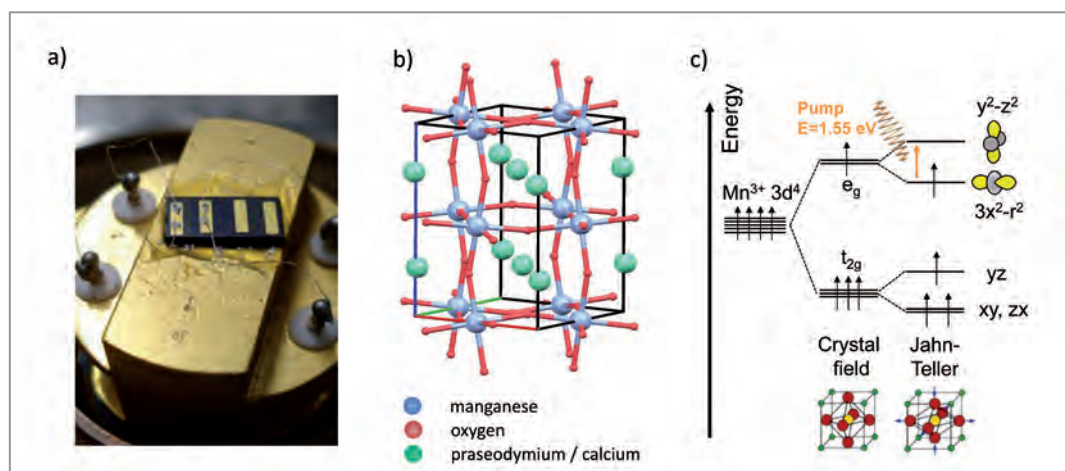 a)
b)
manganese
oxygen
praseodymium / calcium
c)
Energy
Pump
E=1.55 eV
y²-z²
Mn³⁺ 3d⁴
e_g
3x²-r²
t_2g
yz
xy, zx
Crystal
field
Jahn-
Teller